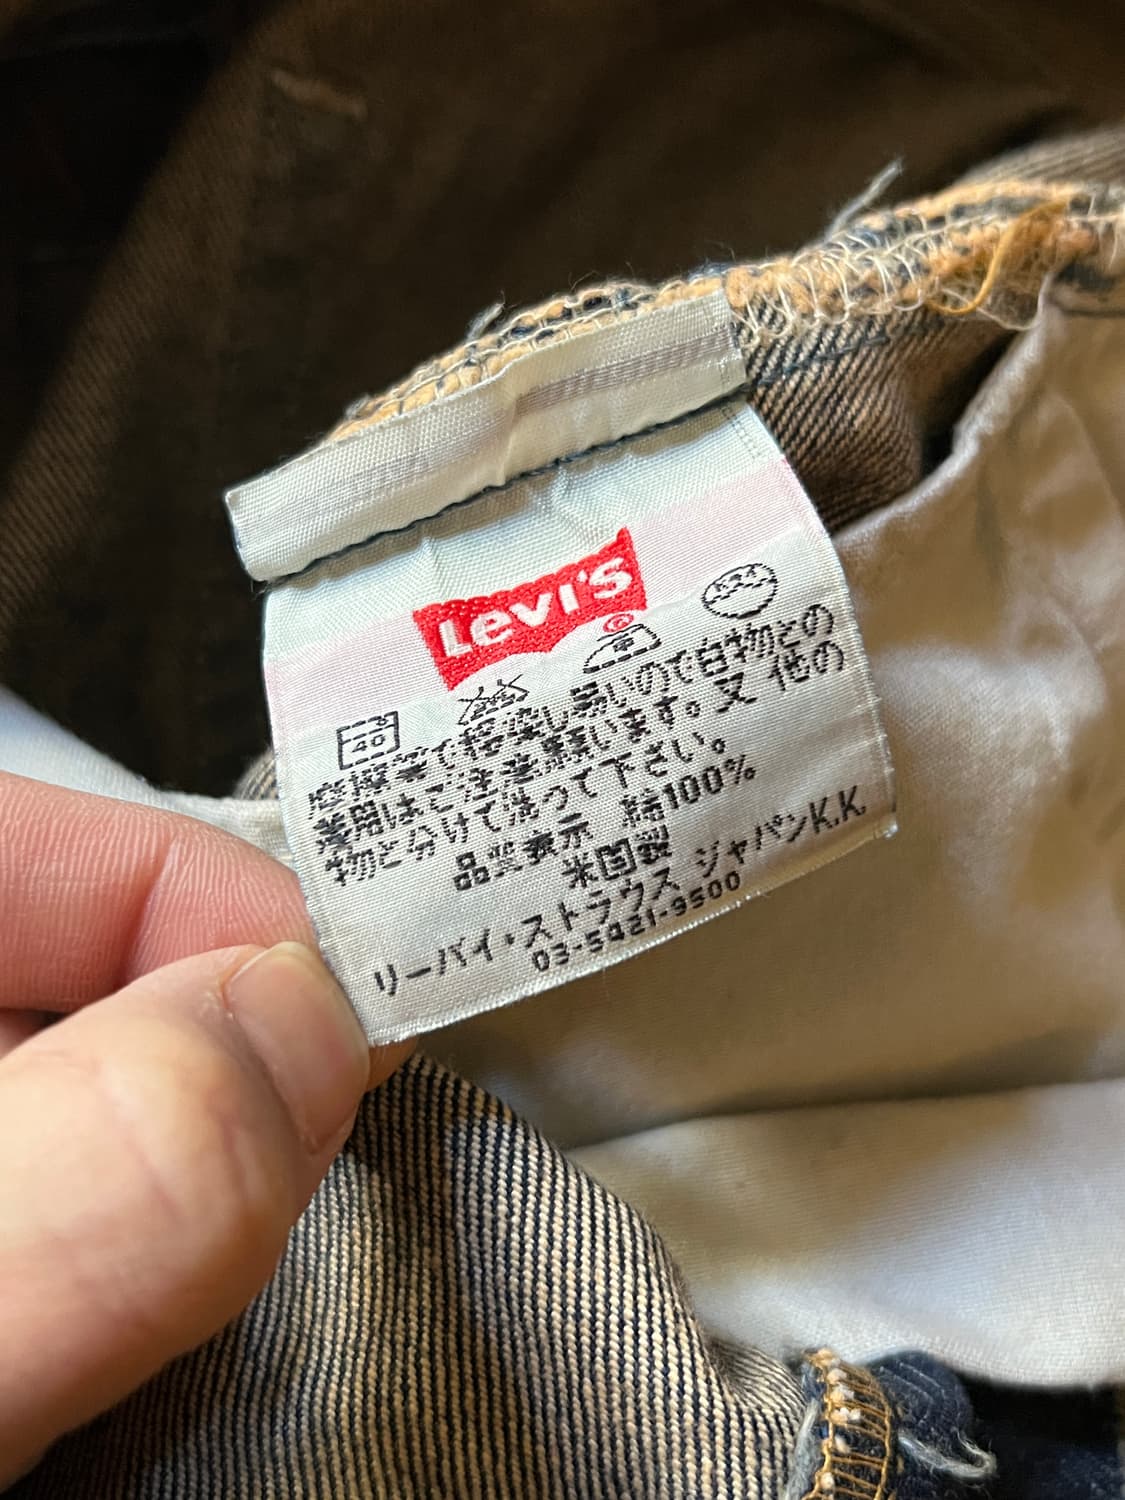 Levi's
®
40
摩擦等で移染し易いので白物との
着用はご注意願います。又 他の
物と分けて洗って下さい。
品質表示 綿100%
米国製
リーバイ・ストラウス ジャパンK.K.
03-5421-9500